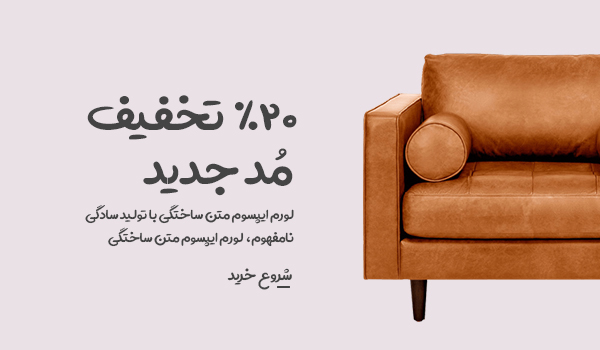 ۲۰٪ تخفیف
مُد جدید
لورم ایپسوم متن ساختگی با تولید سادگی
نامفهوم، لورم ایپسوم متن ساختگی
شروع خرید